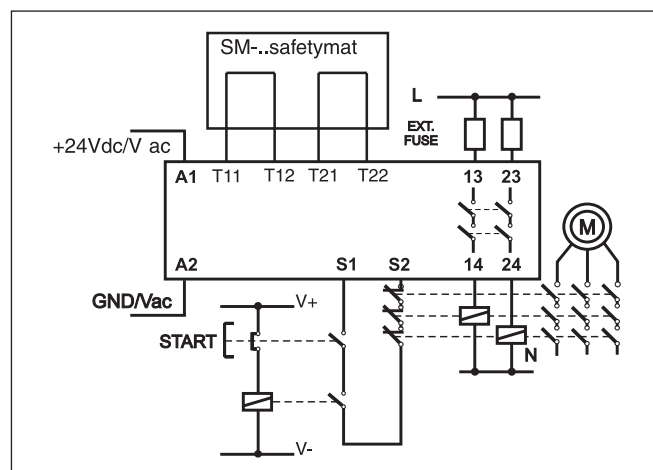 SM-..safetymat
L
EXT.
FUSE
+24Vdc/V ac
A1 T11 T12 T21 T22 13 23
M
A2 S1 S2 14 24
GND/Vac
V+
START
N
V-